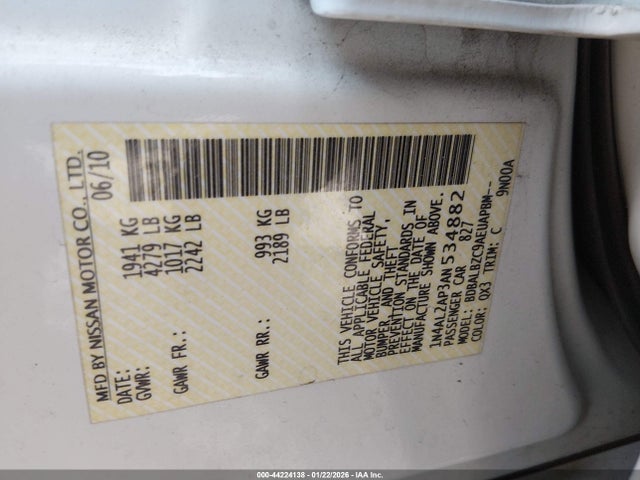 MFD BY NISSAN MOTOR CO., LTD.
DATE: 06/10
GVWR: 1941 KG
4279 LB
GAWR FR.: 1017 KG
2242 LB
GAWR RR.: 993 KG
2189 LB
THIS VEHICLE CONFORMS TO
ALL APPLICABLE FEDERAL
MOTOR VEHICLE SAFETY,
BUMPER, AND THEFT
PREVENTION STANDARDS IN
EFFECT ON THE DATE OF
MANUFACTURE SHOWN ABOVE.
1N4AL2AP3AN534882
PASSENGER CAR 827
MODEL: BDBALBZC9AEUAPBM---
COLOR: QX3 TRIM: C 9N00A
000-44224138 - 01/22/2026 - IAA Inc.